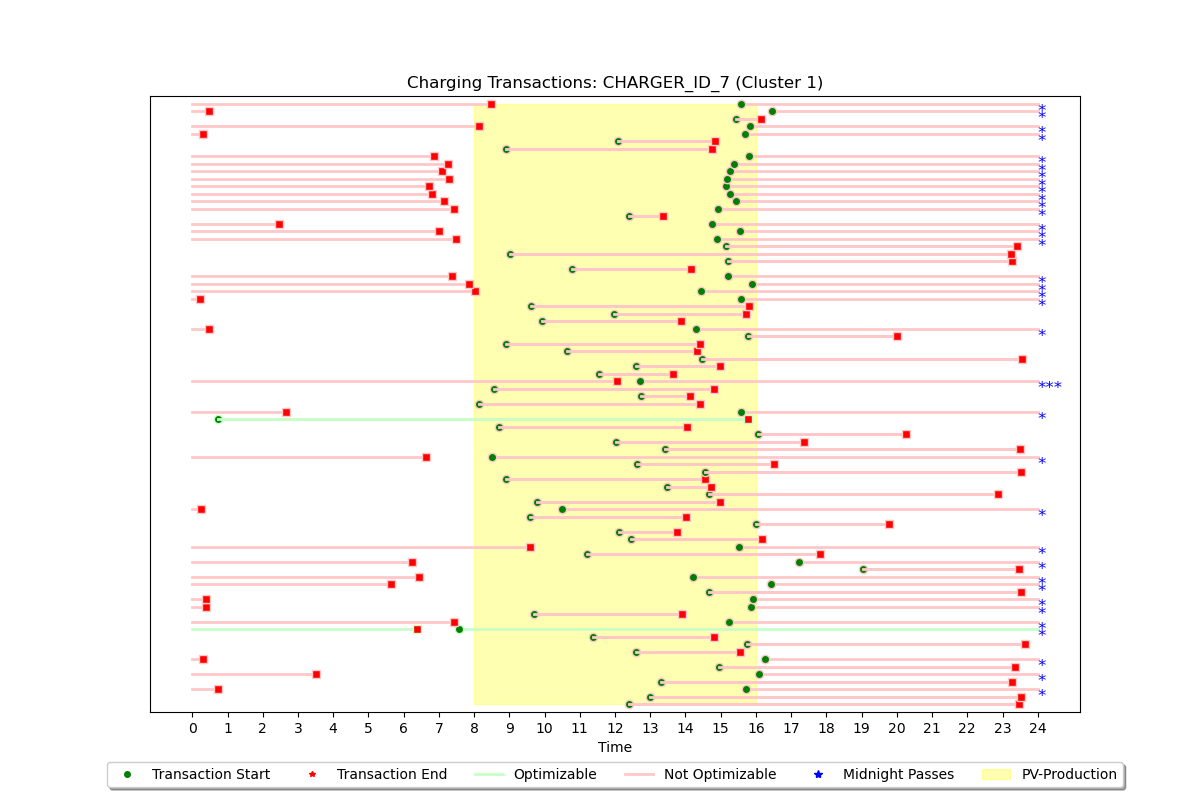 Charging Transactions: CHARGER_ID_7 (Cluster 1)
0 1 2 3 4 5 6 7 8 9 10 11 12 13 14 15 16 17 18 19 20 21 22 23 24
Time
Transaction Start Transaction End Optimizable Not Optimizable Midnight Passes PV-Production